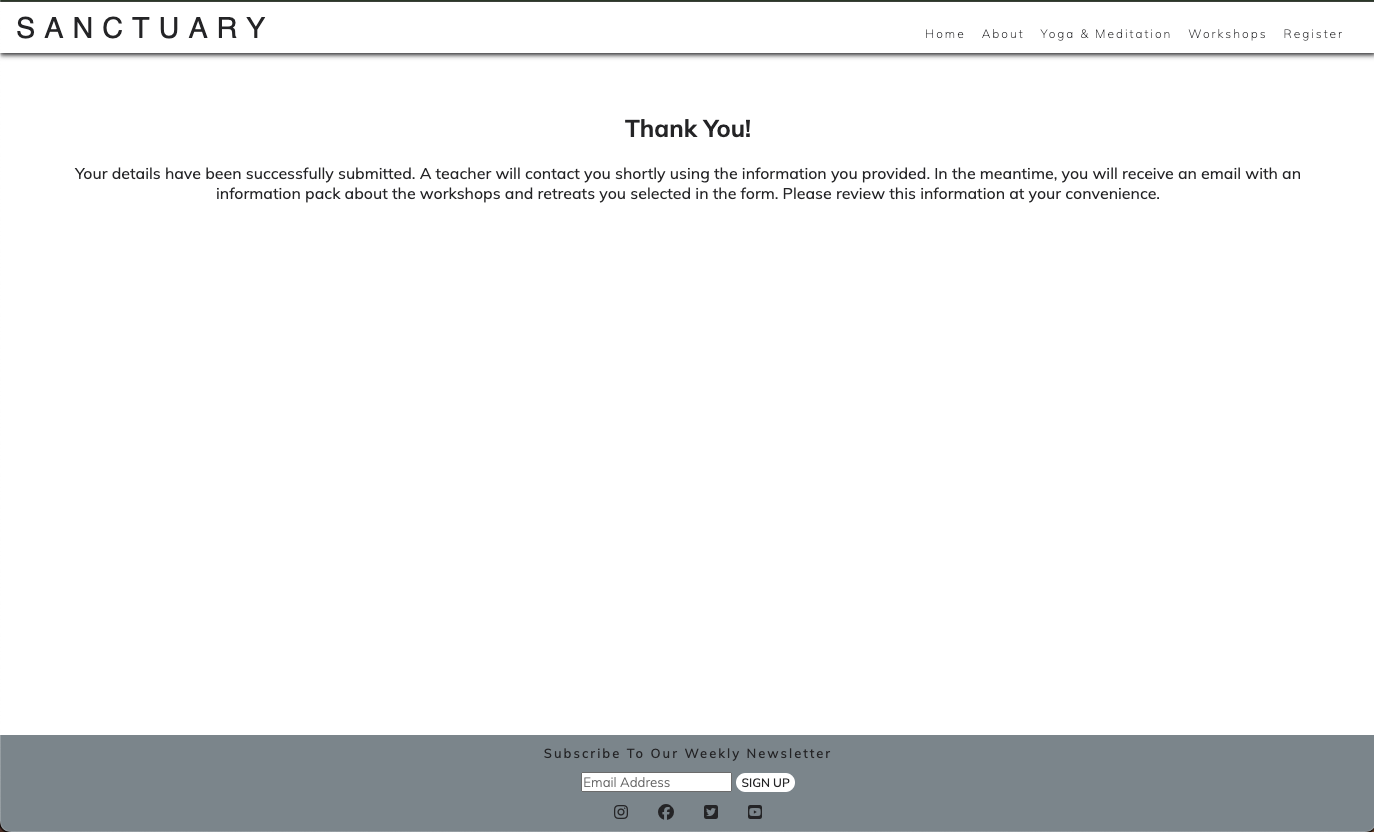 SANCTUARY
Home About Yoga & Meditation Workshops Register
Thank You!
Your details have been successfully submitted. A teacher will contact you shortly using the information you provided. In the meantime, you will receive an email with an
information pack about the workshops and retreats you selected in the form. Please review this information at your convenience.
Subscribe To Our Weekly Newsletter
Email Address SIGN UP